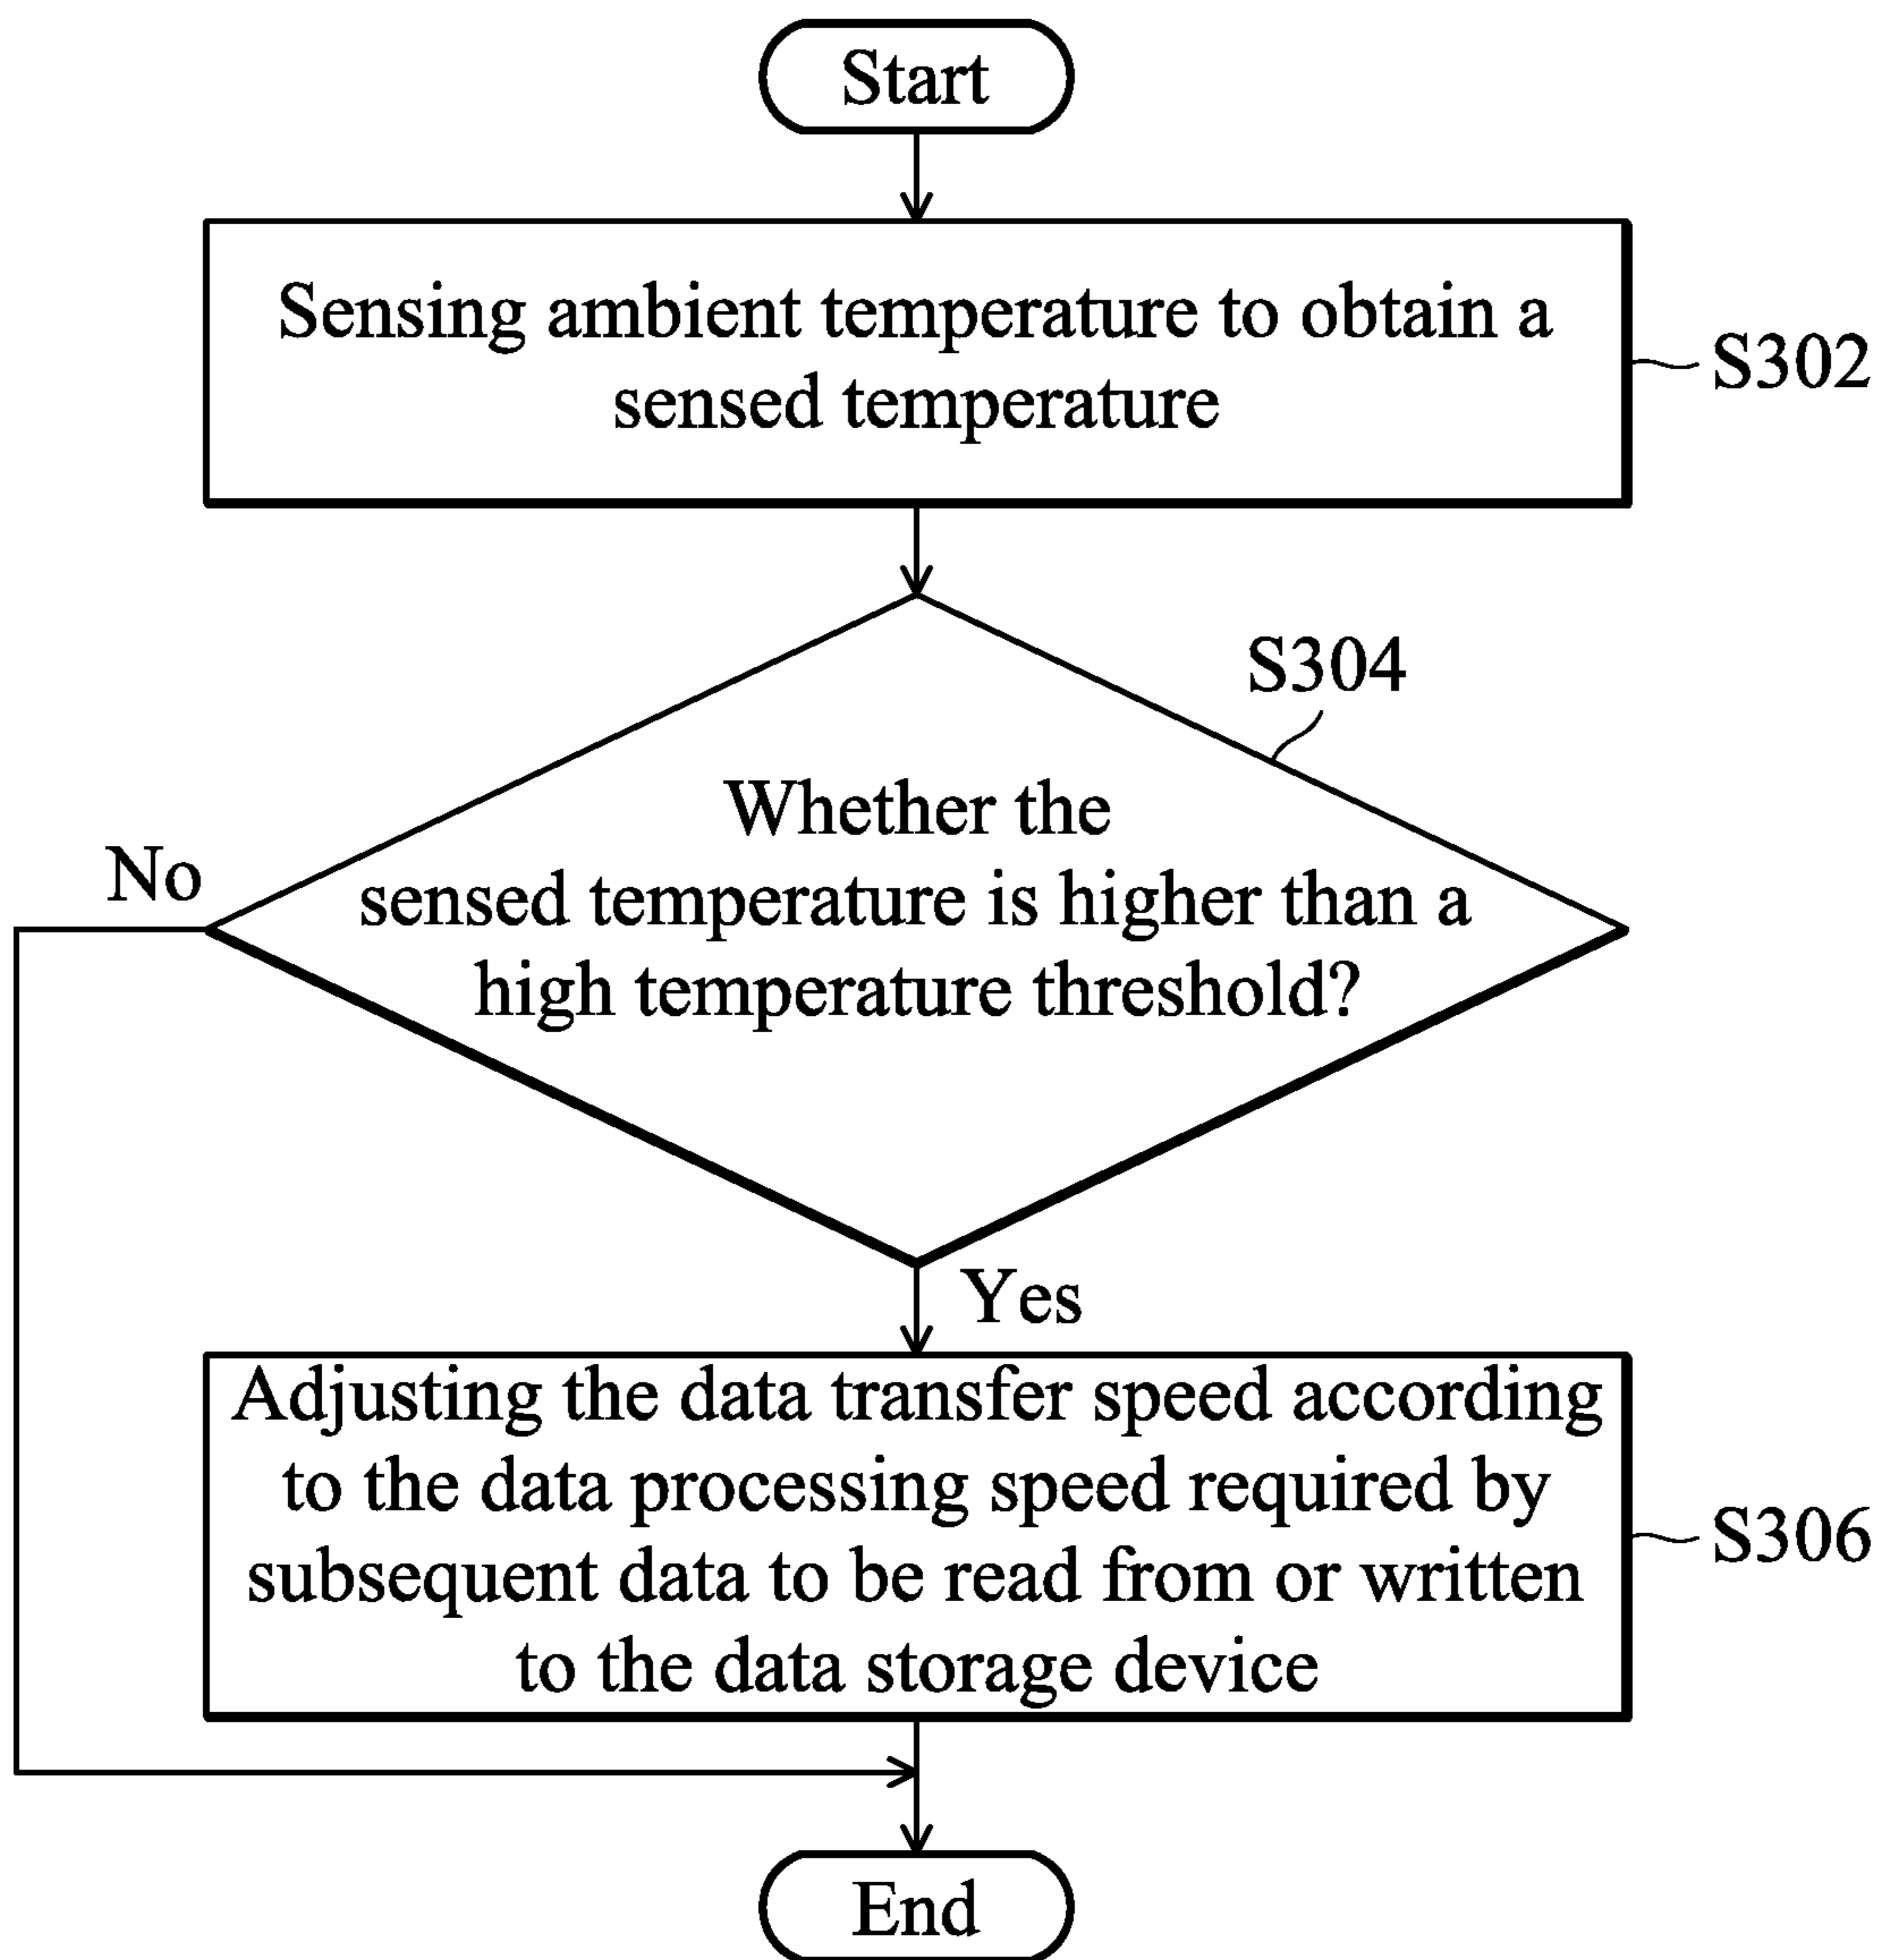 Start
Sensing ambient temperature to obtain a
sensed temperature
S302
S304
Whether the
sensed temperature is higher than a
high temperature threshold?
No
Yes
Adjusting the data transfer speed according
to the data processing speed required by
subsequent data to be read from or written
to the data storage device
S306
End